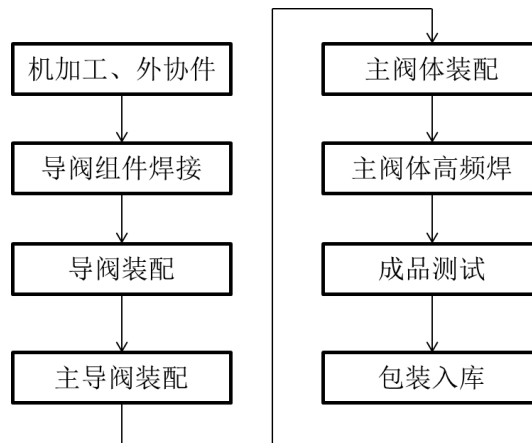 机加工、外协件
导阀组件焊接
导阀装配
主导阀装配
主阀体装配
主阀体高频焊
成品测试
包装入库